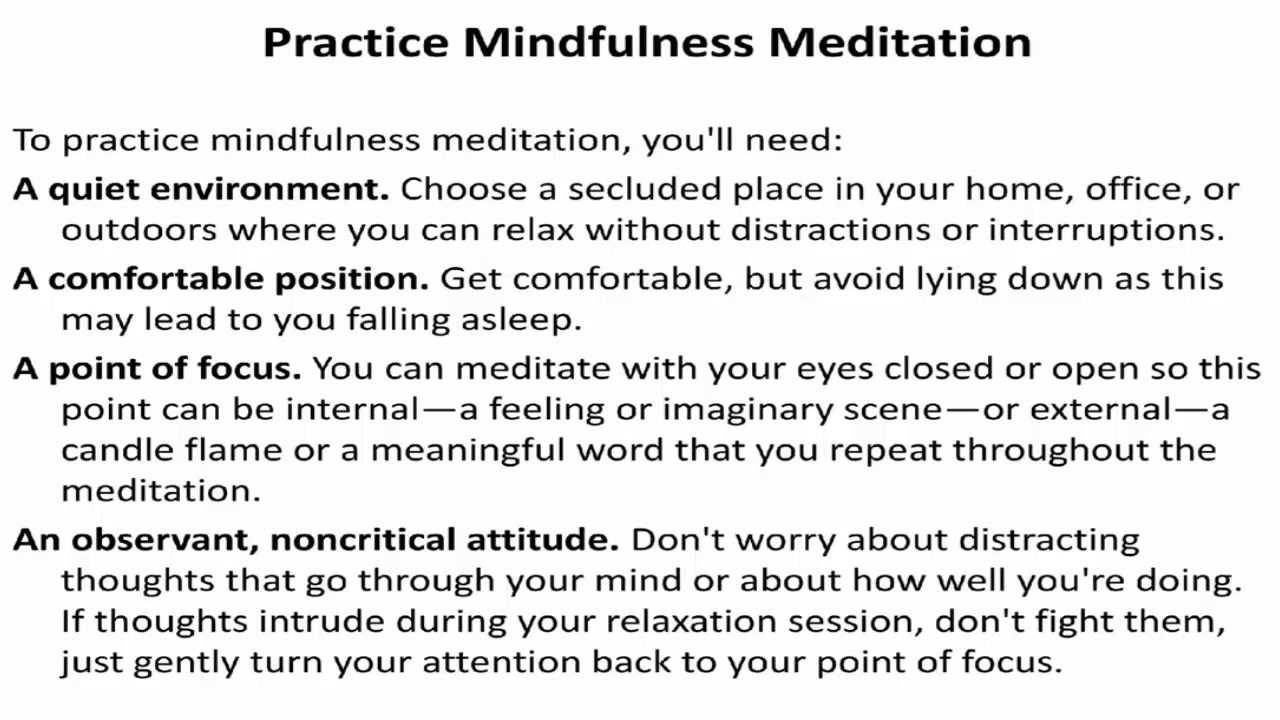 Practice Mindfulness Meditation
To practice mindfulness meditation, you'll need:
A quiet environment. Choose a secluded place in your home, office, or
outdoors where you can relax without distractions or interruptions.
A comfortable position. Get comfortable, but avoid lying down as this
may lead to you falling asleep.
A point of focus. You can meditate with your eyes closed or open so this
point can be internal—a feeling or imaginary scene—or external—a
candle flame or a meaningful word that you repeat throughout the
meditation.
An observant, noncritical attitude. Don't worry about distracting
thoughts that go through your mind or about how well you're doing.
If thoughts intrude during your relaxation session, don't fight them,
just gently turn your attention back to your point of focus.